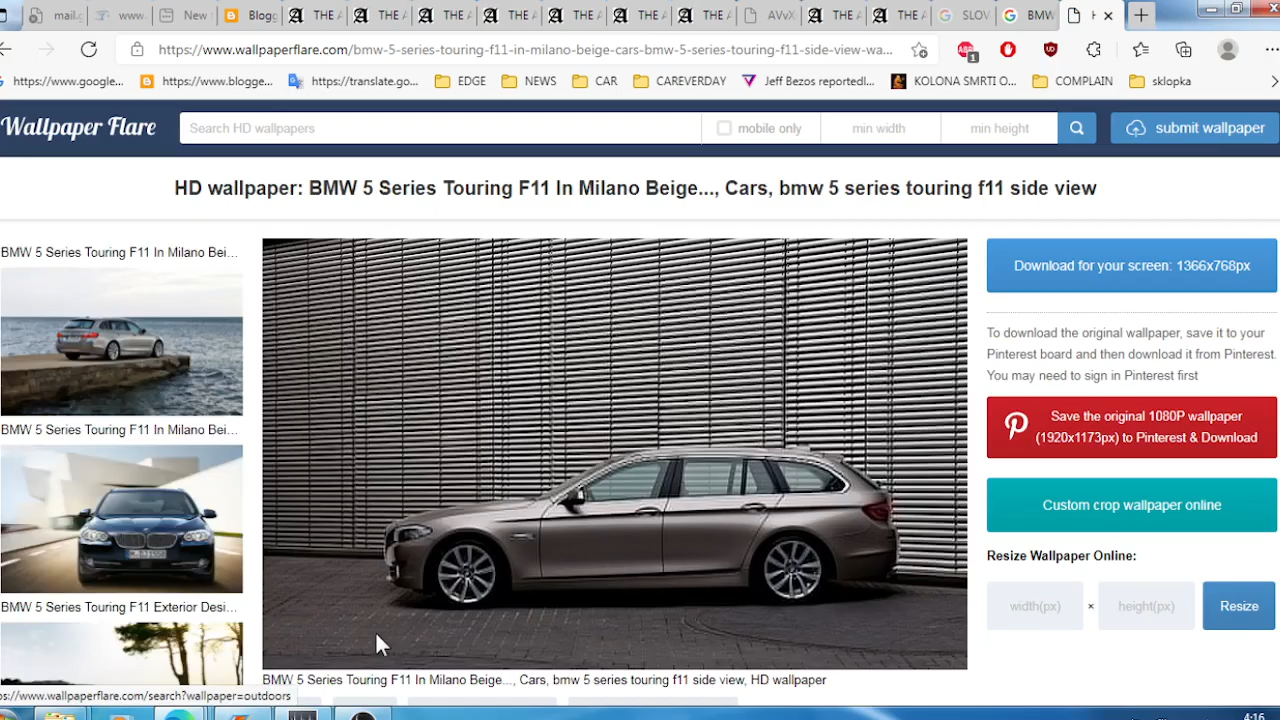 mail.
www.
New
Blogg
THE A
THE A
THE A
THE A
THE A
THE A
THE A
AVvX
THE A
THE A
SLOV
BMW
https://www.wallpaperflare.com/bmw-5-series-touring-f11-in-milano-beige-cars-bmw-5-series-touring-f11-side-view-wa...
ABP
1
https://www.google...
https://www.blogge...
https://translate.go...
EDGE
NEWS
CAR
CAREVERDAY
Jeff Bezos reportedl...
KOLONA SMRTI O...
COMPLAIN
sklopka
Wallpaper Flare
Search HD wallpapers
mobile only
min width
min height
submit wallpaper
HD wallpaper: BMW 5 Series Touring F11 In Milano Beige..., Cars, bmw 5 series touring f11 side view
BMW 5 Series Touring F11 In Milano Bei...
BMW 5 Series Touring F11 In Milano Bei...
BMW 5 Series Touring F11 Exterior Desi...
Download for your screen: 1366x768px
To download the original wallpaper, save it to your
Pinterest board and then download it from Pinterest.
You may need to sign in Pinterest first
Save the original 1080P wallpaper
(1920x1173px) to Pinterest & Download
Custom crop wallpaper online
Resize Wallpaper Online:
width(px)
×
height(px)
Resize
BMW 5 Series Touring F11 In Milano Beige..., Cars, bmw 5 series touring f11 side view, HD wallpaper
ps://www.wallpaperflare.com/search?wallpaper=outdoors
4:16